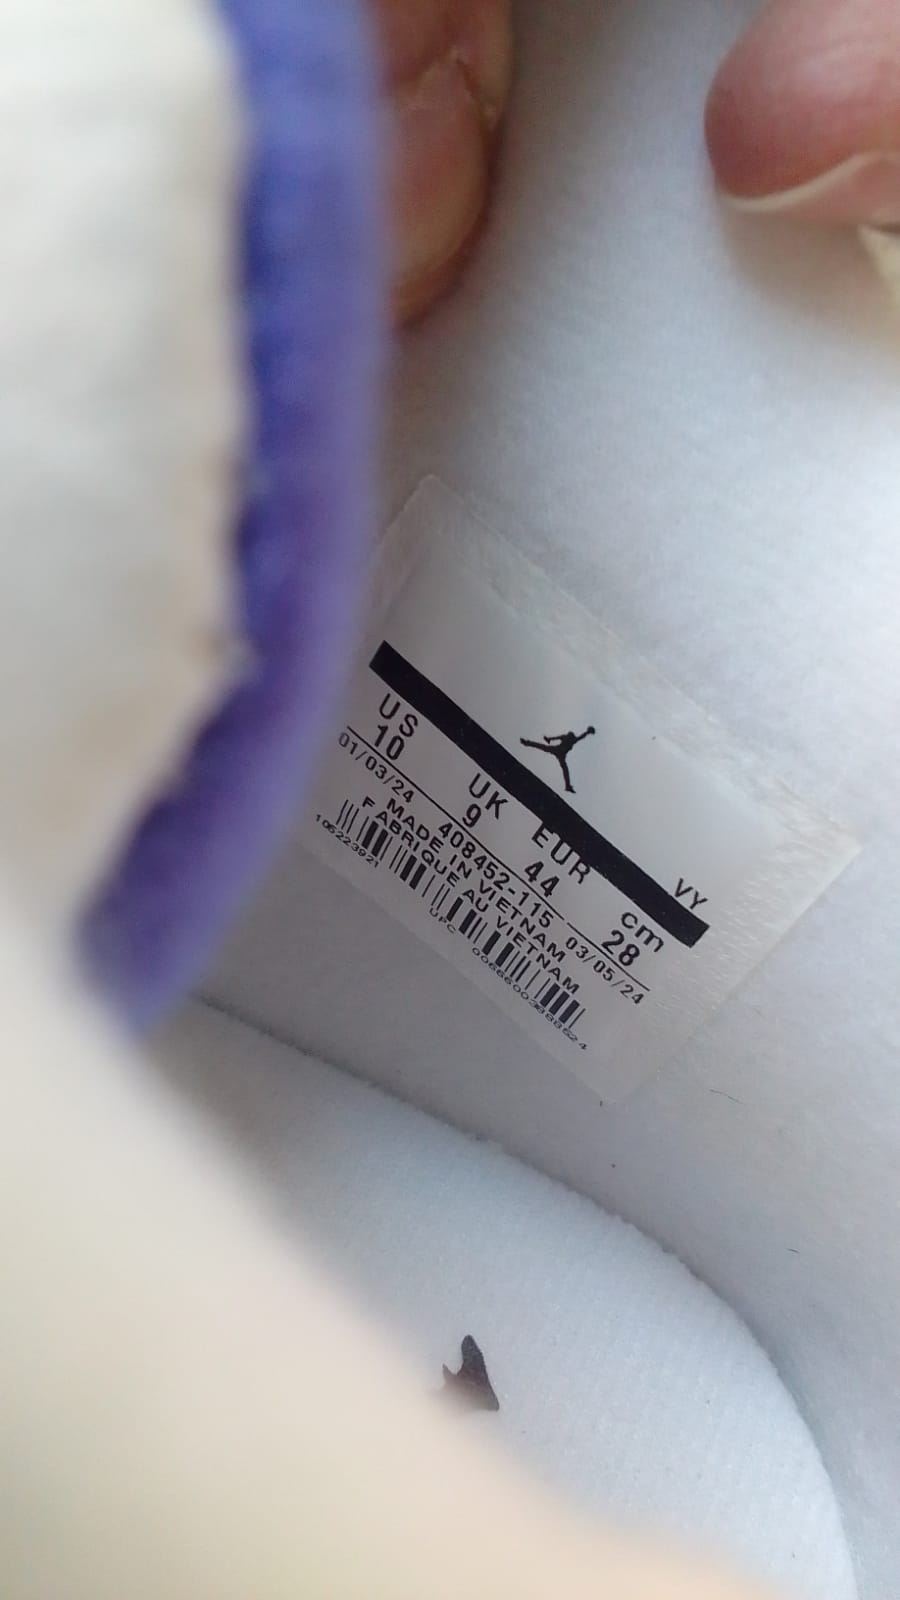 VY
US UK EUR cm
10 9 44 28
01/03/24 408452-115 03/05/24
MADE IN VIETNAM
FABRIQUE AU VIETNAM
106223921 UPC